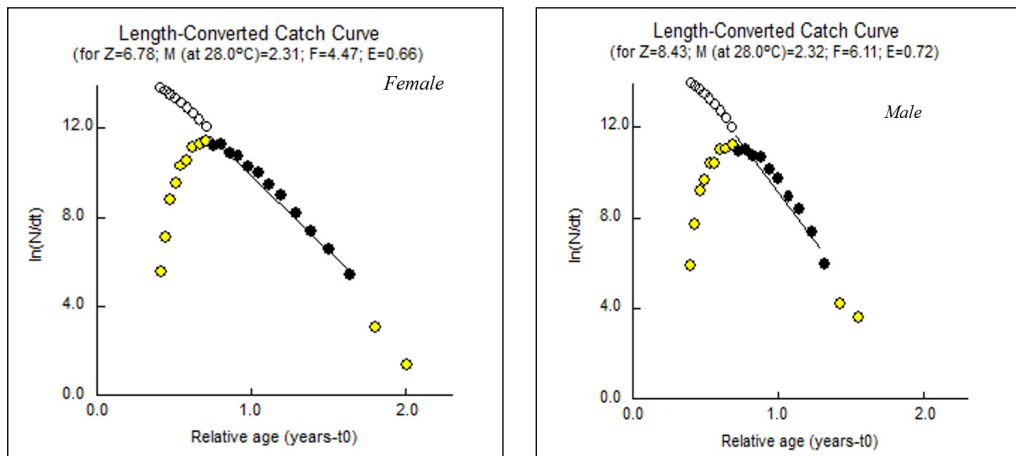 Length-Converted Catch Curve
(for Z=6.78; M (at 28.0ºC)=2.31; F=4.47; E=0.66)
Female
12.0
8.0
4.0
0.0
ln(N/dt)
0.0 1.0 2.0
Relative age (years-t0)
Length-Converted Catch Curve
(for Z=8.43; M (at 28.0ºC)=2.32; F=6.11; E=0.72)
Male
12.0
8.0
4.0
0.0
ln(N/dt)
0.0 1.0 2.0
Relative age (years-t0)